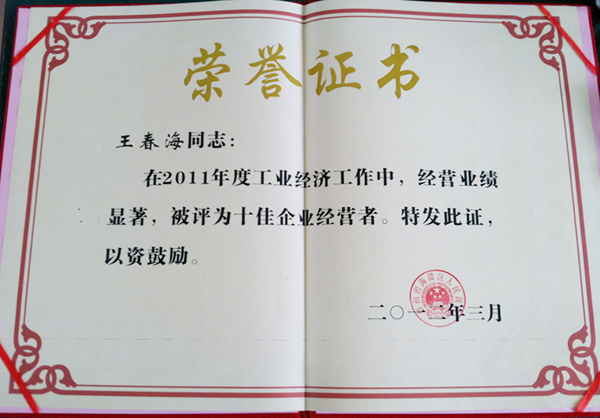 荣誉证书
王春海同志：
在2011年度工业经济工作中，经营业绩
显著，被评为十佳企业经营者。特发此证，
以资鼓励。
二〇一二年三月